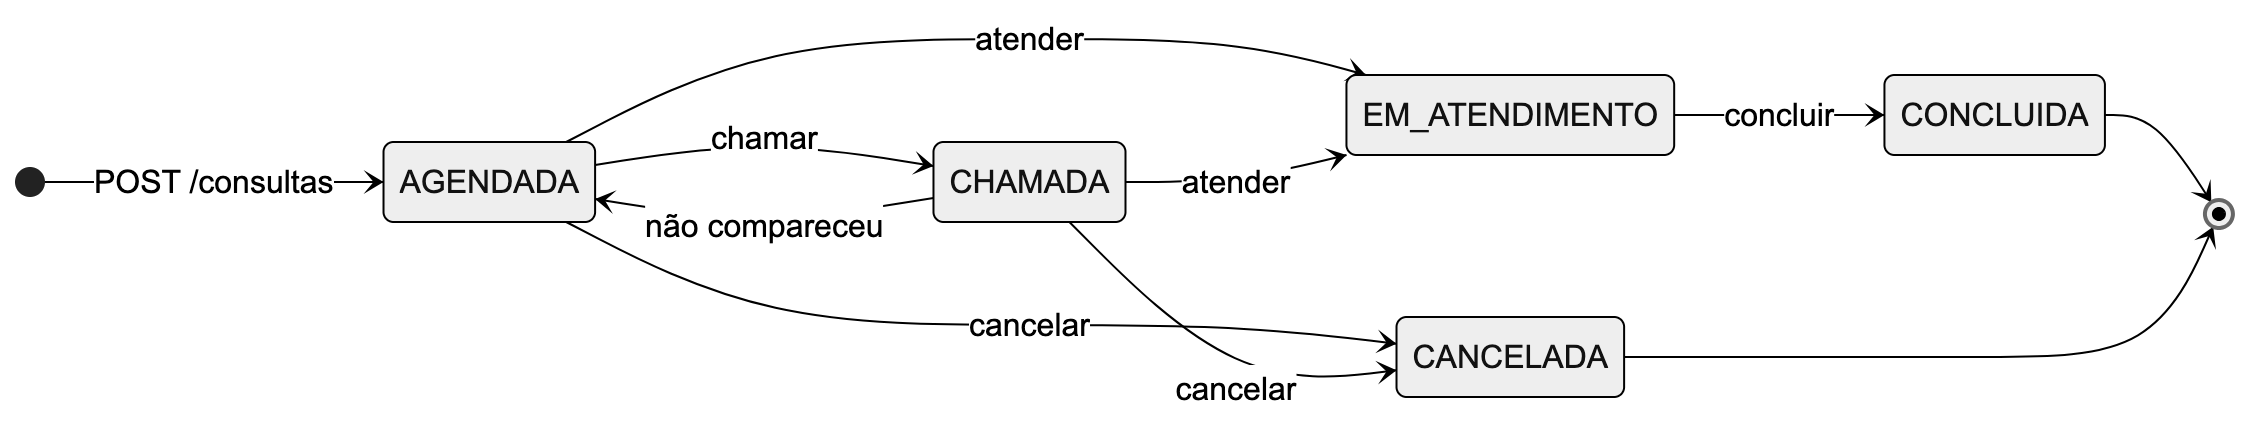 atender
EM_ATENDIMENTO
concluir
CONCLUIDA
chamar
POST /consultas
AGENDADA
CHAMADA
atender
não compareceu
cancelar
CANCELADA
cancelar